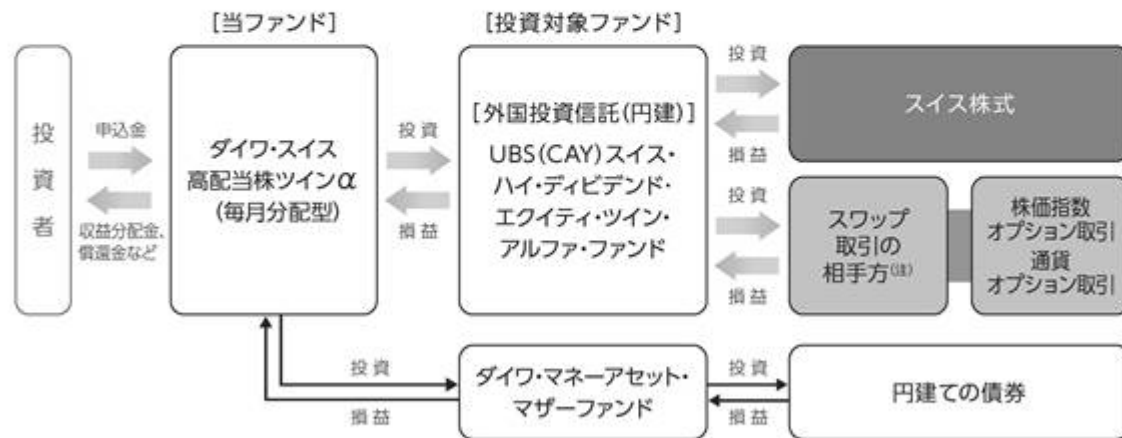 [当ファンド]
[投資対象ファンド]
投資者
申込金
収益分配金、
償還金など
ダイワ・スイス
高配当株ツインα
(毎月分配型)
投資
損益
[外国投資信託(円建)]
UBS(CAY)スイス・
ハイ・ディビデンド・
エクイティ・ツイン・
アルファ・ファンド
投資
損益
スイス株式
投資
損益
スワップ
取引の
相手方(注)
株価指数
オプション取引
通貨
オプション取引
投資
損益
ダイワ・マネーアセット・
マザーファンド
投資
損益
円建ての債券